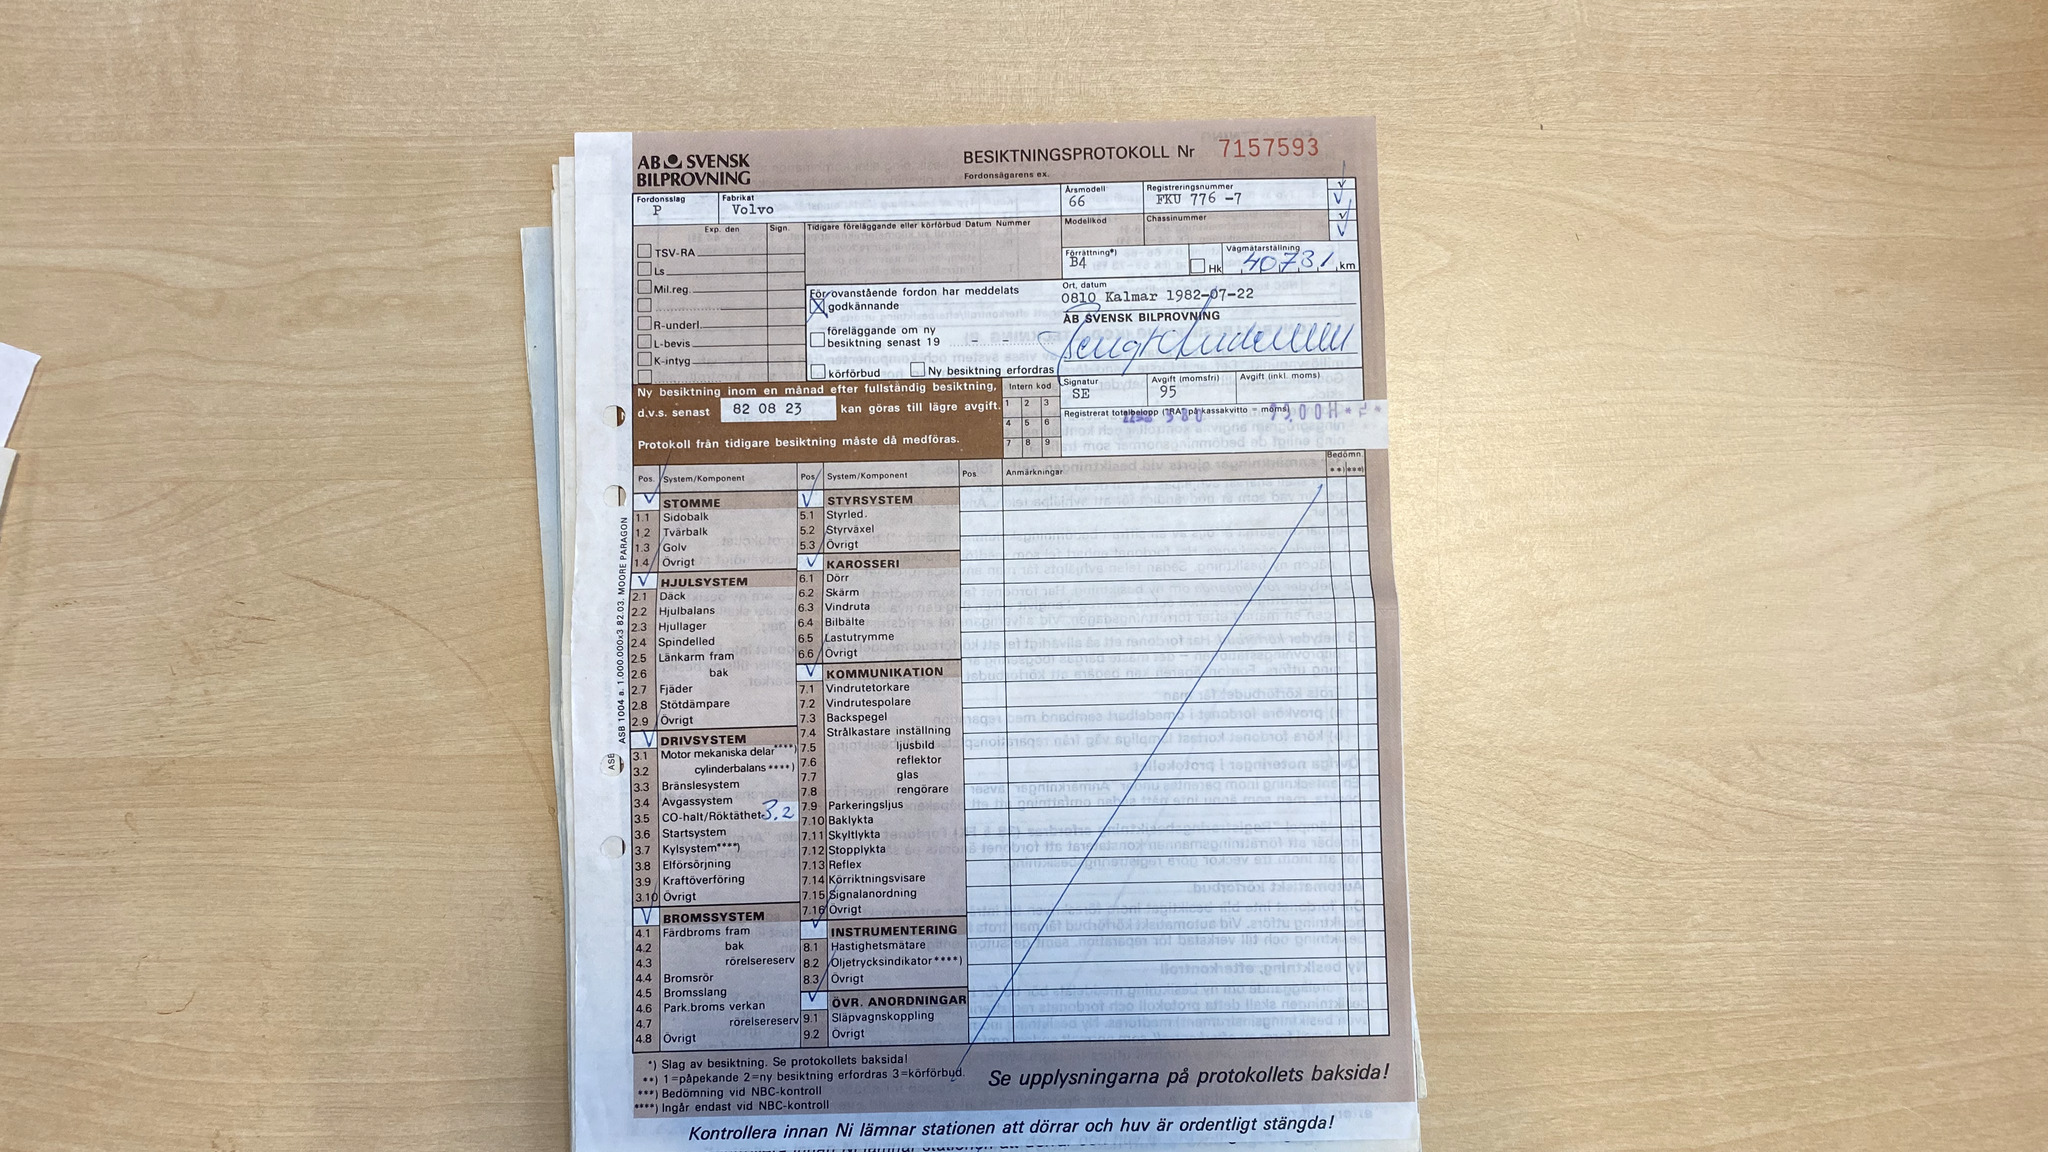 AB SVENSK
BILPROVNING
BESIKTNINGSPROTOKOLL Nr 7157593
Fordonsägarens ex.
Fordonsslag Fabrikat Årsmodell Registreringsnummer
P Volvo 66 FKU 776 -7
Exp. den Sign. Tidigare föreläggande eller körförbud Datum Nummer Modellkod Chassinummer
TSV-RA
Ls
Mil.reg.
R-underl.
L-bevis
K-intyg
Förrättning*) Hk Vägmätarställning
B4 40731 km
För ovanstående fordon har meddelats
godkännande
föreläggande om ny
besiktning senast 19 - -
körförbud Ny besiktning erfordras
Ort, datum
0810 Kalmar 1982-07-22
AB SVENSK BILPROVNING
Signatur Avgift (momsfri) Avgift (inkl. moms)
SE 95
Ny besiktning inom en månad efter fullständig besiktning,
d.v.s. senast 82 08 23 kan göras till lägre avgift.
Protokoll från tidigare besiktning måste då medföras.
Intern kod
1 2 3
4 5 6
7 8 9
Registrerat totalbelopp (TRA på kassakvitto = moms)
Pos. System/Komponent Pos. System/Komponent Pos. Anmärkningar Bedömn.
**) ***)
STOMME
1.1 Sidobalk
1.2 Tvärbalk
1.3 Golv
1.4 Övrigt
HJULSYSTEM
2.1 Däck
2.2 Hjulbalans
2.3 Hjullager
2.4 Spindelled
2.5 Länkarm fram
2.6 bak
2.7 Fjäder
2.8 Stötdämpare
2.9 Övrigt
DRIVSYSTEM
3.1 Motor mekaniska delar****)
3.2 cylinderbalans ****)
3.3 Bränslesystem
3.4 Avgassystem
3.5 CO-halt/Röktäthet 3.2
3.6 Startsystem
3.7 Kylsystem****)
3.8 Elförsörjning
3.9 Kraftöverföring
3.10 Övrigt
BROMSSYSTEM
4.1 Färdbroms fram
4.2 bak
4.3 rörelsereserv
4.4 Bromsrör
4.5 Bromsslang
4.6 Park.broms verkan
4.7 rörelsereserv
4.8 Övrigt
STYRSYSTEM
5.1 Styrled.
5.2 Styrväxel
5.3 Övrigt
KAROSSERI
6.1 Dörr
6.2 Skärm
6.3 Vindruta
6.4 Bilbälte
6.5 Lastutrymme
6.6 Övrigt
KOMMUNIKATION
7.1 Vindrutetorkare
7.2 Vindrutespolare
7.3 Backspegel
7.4 Strålkastare inställning
7.5 ljusbild
7.6 reflektor
7.7 glas
7.8 rengörare
7.9 Parkeringsljus
7.10 Baklykta
7.11 Skyltlykta
7.12 Stopplykta
7.13 Reflex
7.14 Körriktningsvisare
7.15 Signalanordning
7.16 Övrigt
INSTRUMENTERING
8.1 Hastighetsmätare
8.2 Oljetrycksindikator ****)
8.3 Övrigt
ÖVR. ANORDNINGAR
9.1 Släpvagnskoppling
9.2 Övrigt
*) Slag av besiktning. Se protokollets baksida!
**) 1=påpekande 2=ny besiktning erfordras 3=körförbud.
***) Bedömning vid NBC-kontroll
****) Ingår endast vid NBC-kontroll
Se upplysningarna på protokollets baksida!
Kontrollera innan Ni lämnar stationen att dörrar och huv är ordentligt stängda!
ASB 1004 a. 1.000.000x3 82.03. MOORE PARAGON